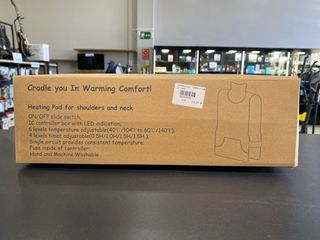 Cradle you In Warming Comfort!
Heating Pad for shoulders and neck
ON/OFF slide switch;
IC controller box with LED indication;
6 levels temperature adjustable(40℃/104℉ to 60℃/140℉);
4 levels timer adjustable(0.5H/1.0H/1.5H/1.5H );
Single circuit provides consistent temperature.
Fuse inside of controller;
Hand and Machine Washable